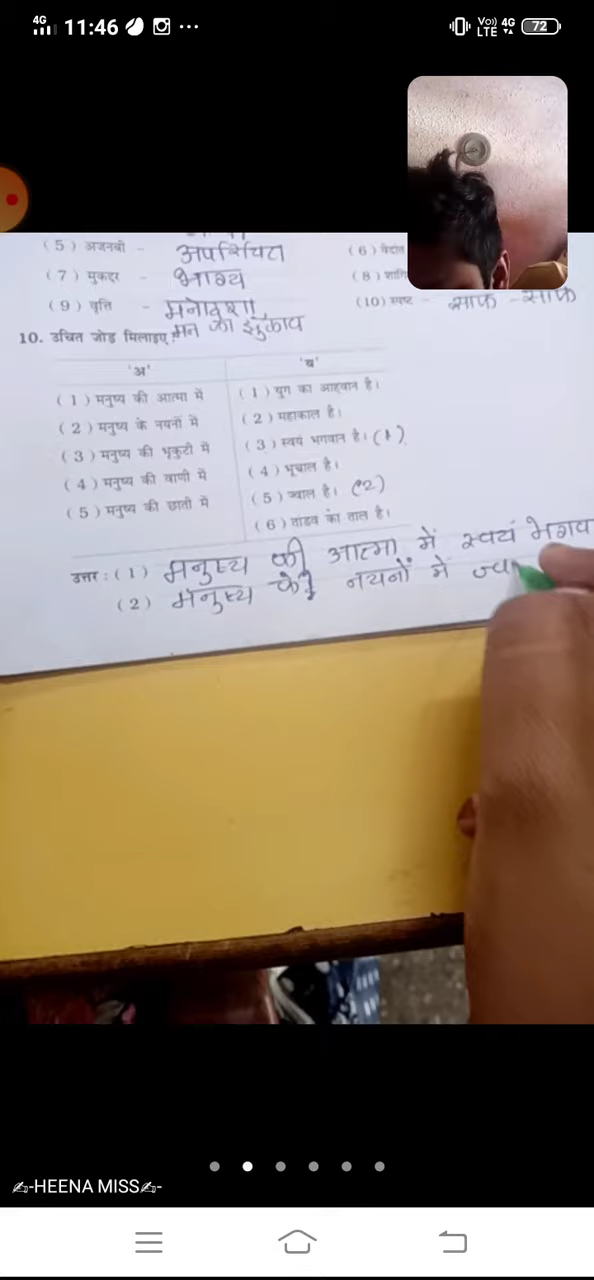 4G 11:46 ... Vo) LTE 4G 72
(5) अजनबी - अपरिचित (6)
(7) मुकद्दर - भाग्य (8)
(9) वृत्ति - मनोदशा, (10) स्पष्ट - साफ-साफ
मन का झुकाव
10. उचित जोड़ मिलाइए :
'अ' 'ब'
(1) मनुष्य की आत्मा में (1) युग का आह्वान है।
(2) मनुष्य के नयनों में (2) महाकाल है।
(3) मनुष्य की भृकुटी में (3) स्वयं भगवान है। (1)
(4) मनुष्य की वाणी में (4) भूचाल है।
(5) मनुष्य की छाती में (5) ज्वाल है। (2)
(6) तांडव का ताल है।
उत्तर : (1) मनुष्य की आत्मा में स्वयं भगव
(2) मनुष्य के नयनों में ज्व
✍-HEENA MISS✍-